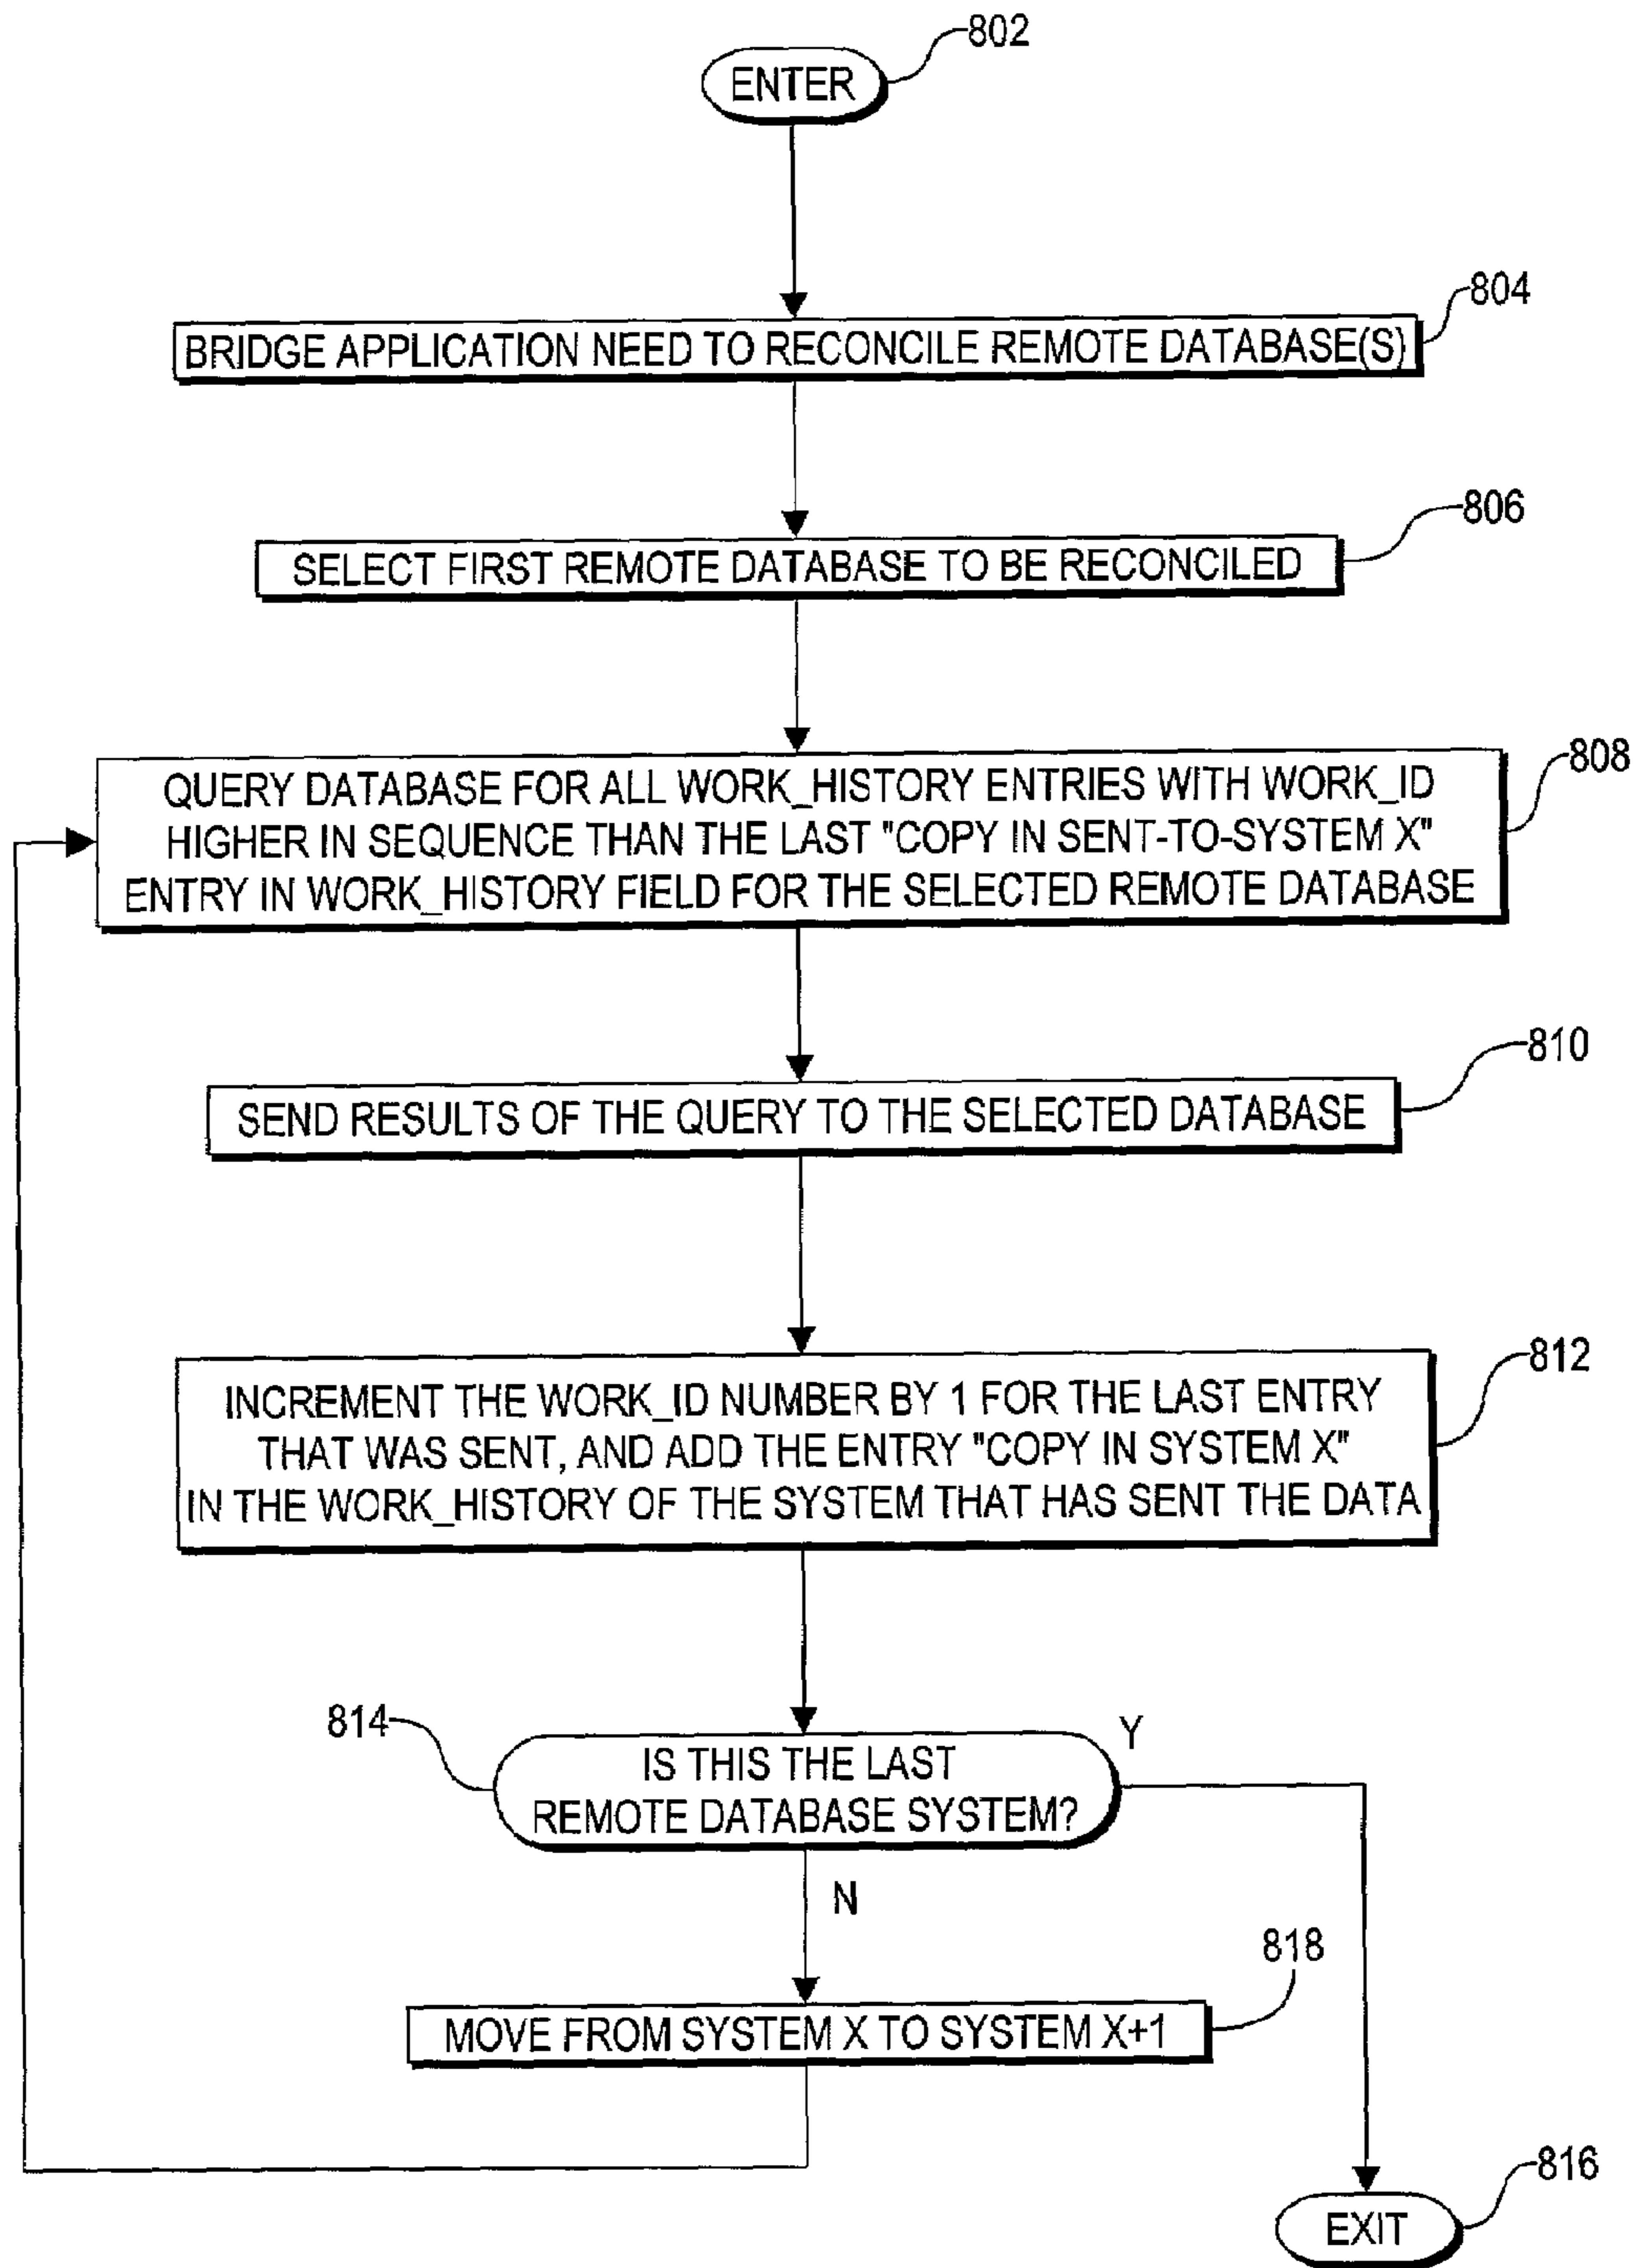 802
ENTER
804
BRIDGE APPLICATION NEED TO RECONCILE REMOTE DATABASE(S)
806
SELECT FIRST REMOTE DATABASE TO BE RECONCILED
808
QUERY DATABASE FOR ALL WORK_HISTORY ENTRIES WITH WORK_ID
HIGHER IN SEQUENCE THAN THE LAST "COPY IN SENT-TO-SYSTEM X"
ENTRY IN WORK_HISTORY FIELD FOR THE SELECTED REMOTE DATABASE
810
SEND RESULTS OF THE QUERY TO THE SELECTED DATABASE
812
INCREMENT THE WORK_ID NUMBER BY 1 FOR THE LAST ENTRY
THAT WAS SENT, AND ADD THE ENTRY "COPY IN SYSTEM X"
IN THE WORK_HISTORY OF THE SYSTEM THAT HAS SENT THE DATA
814
Y
IS THIS THE LAST
REMOTE DATABASE SYSTEM?
N
818
MOVE FROM SYSTEM X TO SYSTEM X+1
816
EXIT